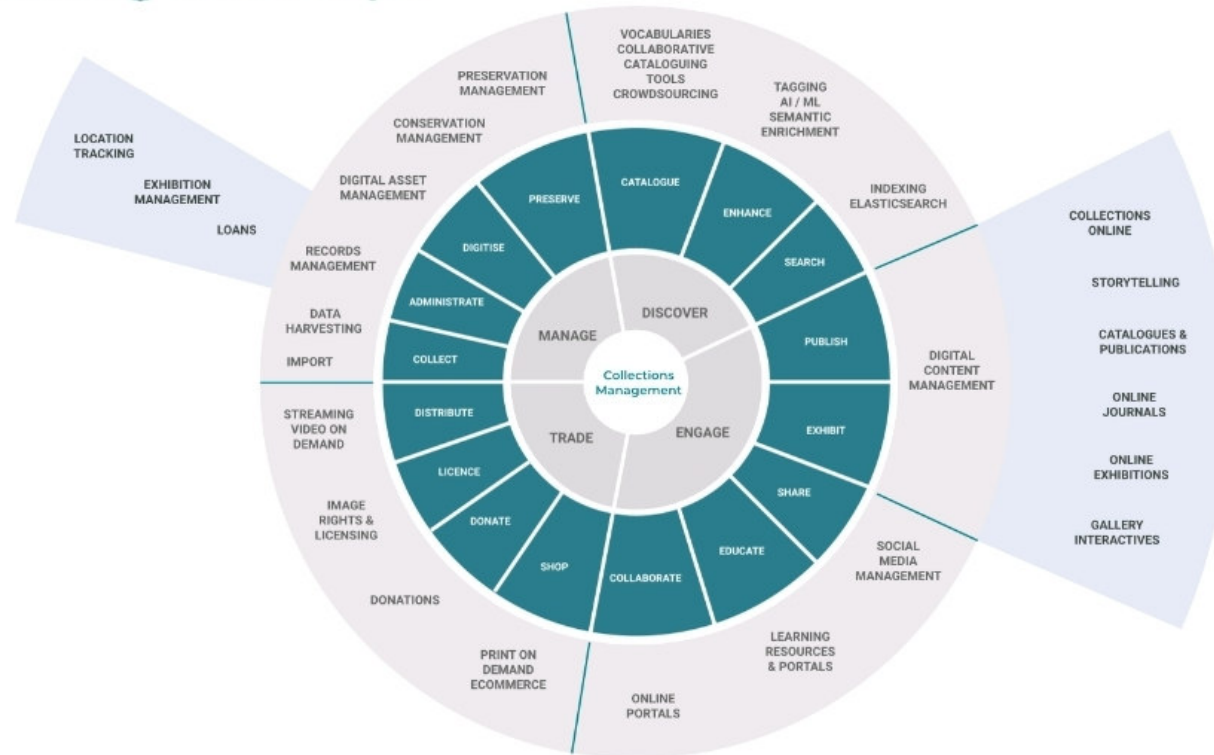 VOCABULARIES
COLLABORATIVE
CATALOGUING
TOOLS
CROWDSOURCING
TAGGING
AI / ML
SEMANTIC
ENRICHMENT
INDEXING
ELASTICSEARCH
PRESERVATION
MANAGEMENT
CONSERVATION
MANAGEMENT
DIGITAL ASSET
MANAGEMENT
RECORDS
MANAGEMENT
DATA
HARVESTING
IMPORT
LOCATION
TRACKING
EXHIBITION
MANAGEMENT
LOANS
PRESERVE
CATALOGUE
ENHANCE
SEARCH
DIGITISE
ADMINISTRATE
COLLECT
PUBLISH
EXHIBIT
SHARE
EDUCATE
COLLABORATE
SHOP
DONATE
LICENCE
DISTRIBUTE
MANAGE
DISCOVER
ENGAGE
TRADE
Collections
Management
DIGITAL
CONTENT
MANAGEMENT
COLLECTIONS
ONLINE
STORYTELLING
CATALOGUES &
PUBLICATIONS
ONLINE
JOURNALS
ONLINE
EXHIBITIONS
GALLERY
INTERACTIVES
SOCIAL
MEDIA
MANAGEMENT
LEARNING
RESOURCES
& PORTALS
ONLINE
PORTALS
PRINT ON
DEMAND
ECOMMERCE
DONATIONS
IMAGE
RIGHTS &
LICENSING
STREAMING
VIDEO ON
DEMAND